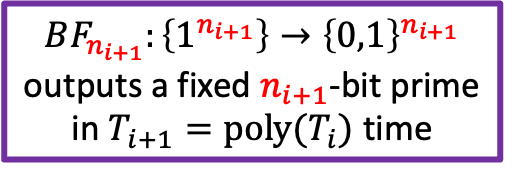 BF_{n_{i+1}}: {1^{n_{i+1}}} → {0,1}^{n_{i+1}}
outputs a fixed n_{i+1}-bit prime
in T_{i+1} = poly(T_i) time